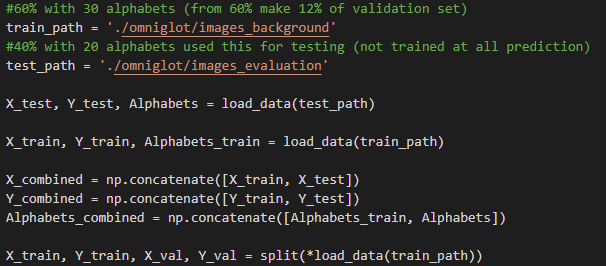 #60% with 30 alphabets (from 60% make 12% of validation set)
train_path = './omniglot/images_background'
#40% with 20 alphabets used this for testing (not trained at all prediction)
test_path = './omniglot/images_evaluation'
X_test, Y_test, Alphabets = load_data(test_path)
X_train, Y_train, Alphabets_train = load_data(train_path)
X_combined = np.concatenate([X_train, X_test])
Y_combined = np.concatenate([Y_train, Y_test])
Alphabets_combined = np.concatenate([Alphabets_train, Alphabets])
X_train, Y_train, X_val, Y_val = split(*load_data(train_path))